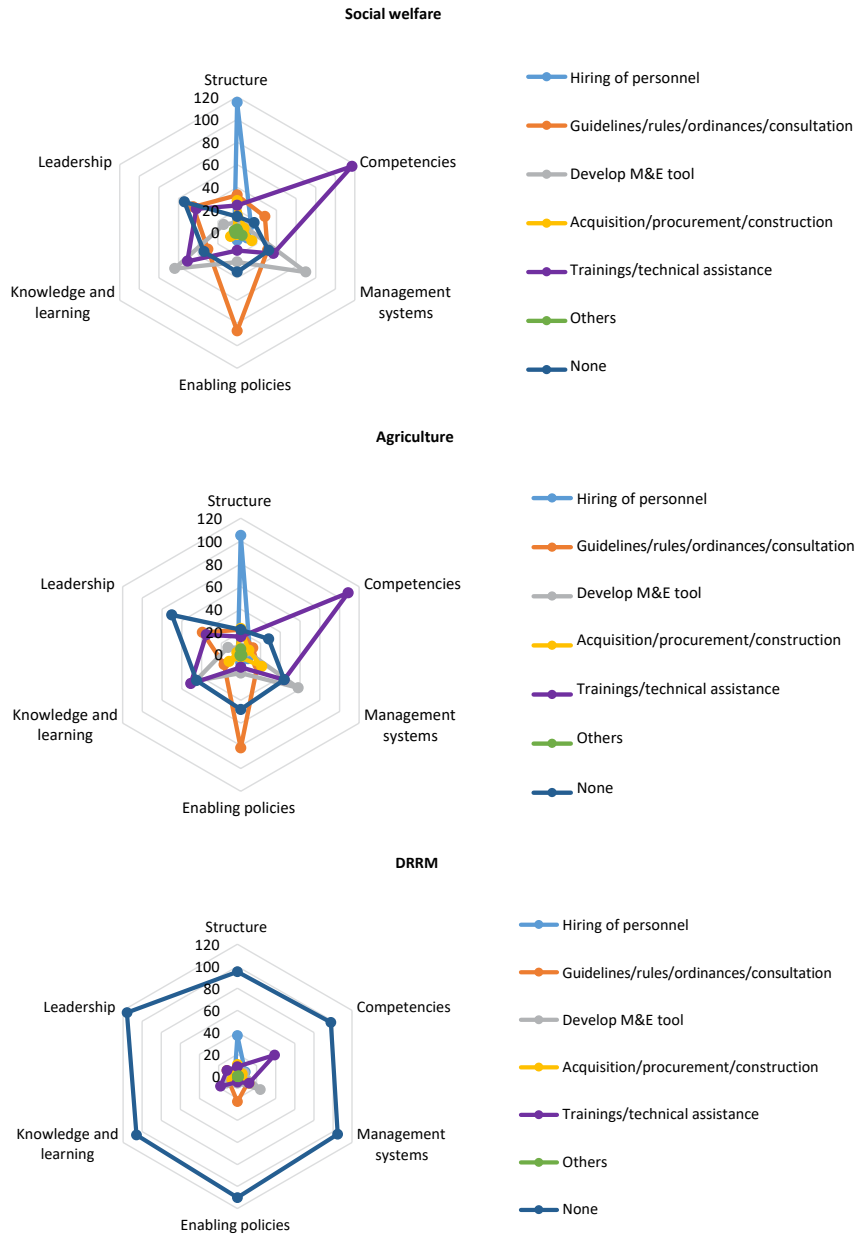 Social welfare
Structure
120
100
80
60
40
20
0
Competencies
Management
systems
Enabling policies
Knowledge and
learning
Leadership
Hiring of personnel
Guidelines/rules/ordinances/consultation
Develop M&E tool
Acquisition/procurement/construction
Trainings/technical assistance
Others
None
Agriculture
Structure
120
100
80
60
40
20
0
Competencies
Management
systems
Enabling policies
Knowledge and
learning
Leadership
Hiring of personnel
Guidelines/rules/ordinances/consultation
Develop M&E tool
Acquisition/procurement/construction
Trainings/technical assistance
Others
None
DRRM
Structure
120
100
80
60
40
20
0
Competencies
Management
systems
Enabling policies
Knowledge and
learning
Leadership
Hiring of personnel
Guidelines/rules/ordinances/consultation
Develop M&E tool
Acquisition/procurement/construction
Trainings/technical assistance
Others
None